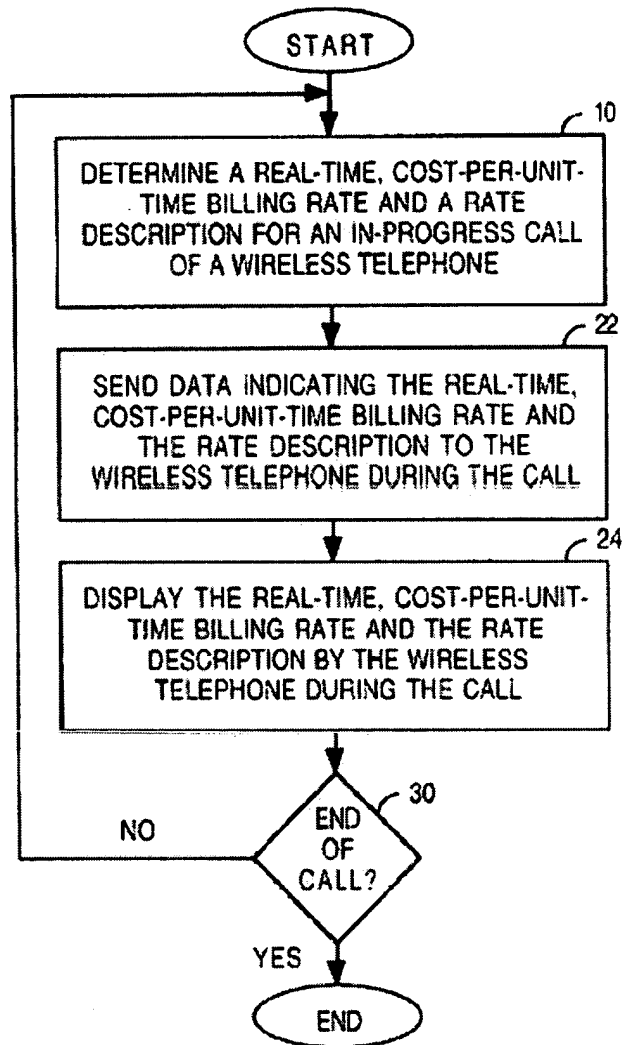 START
10
DETERMINE A REAL-TIME, COST-PER-UNIT-
TIME BILLING RATE AND A RATE
DESCRIPTION FOR AN IN-PROGRESS CALL
OF A WIRELESS TELEPHONE
22
SEND DATA INDICATING THE REAL-TIME,
COST-PER-UNIT-TIME BILLING RATE AND
THE RATE DESCRIPTION TO THE
WIRELESS TELEPHONE DURING THE CALL
24
DISPLAY THE REAL-TIME, COST-PER-UNIT-
TIME BILLING RATE AND THE RATE
DESCRIPTION BY THE WIRELESS
TELEPHONE DURING THE CALL
30
END
OF
CALL?
NO
YES
END